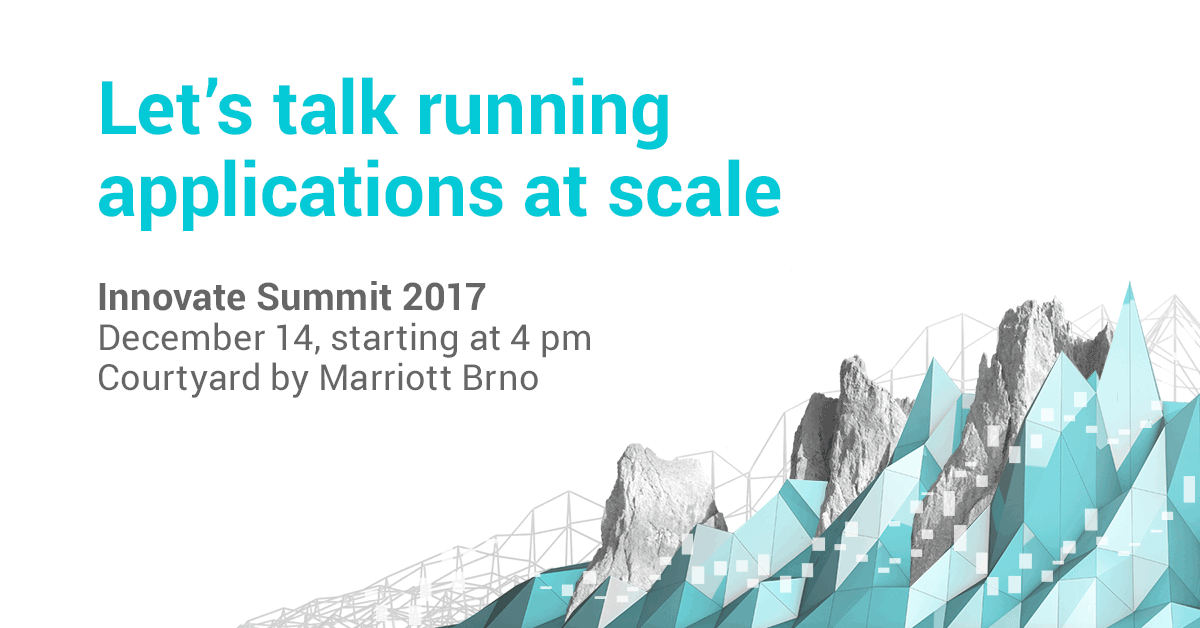 Let’s talk running
applications at scale
Innovate Summit 2017
December 14, starting at 4 pm
Courtyard by Marriott Brno